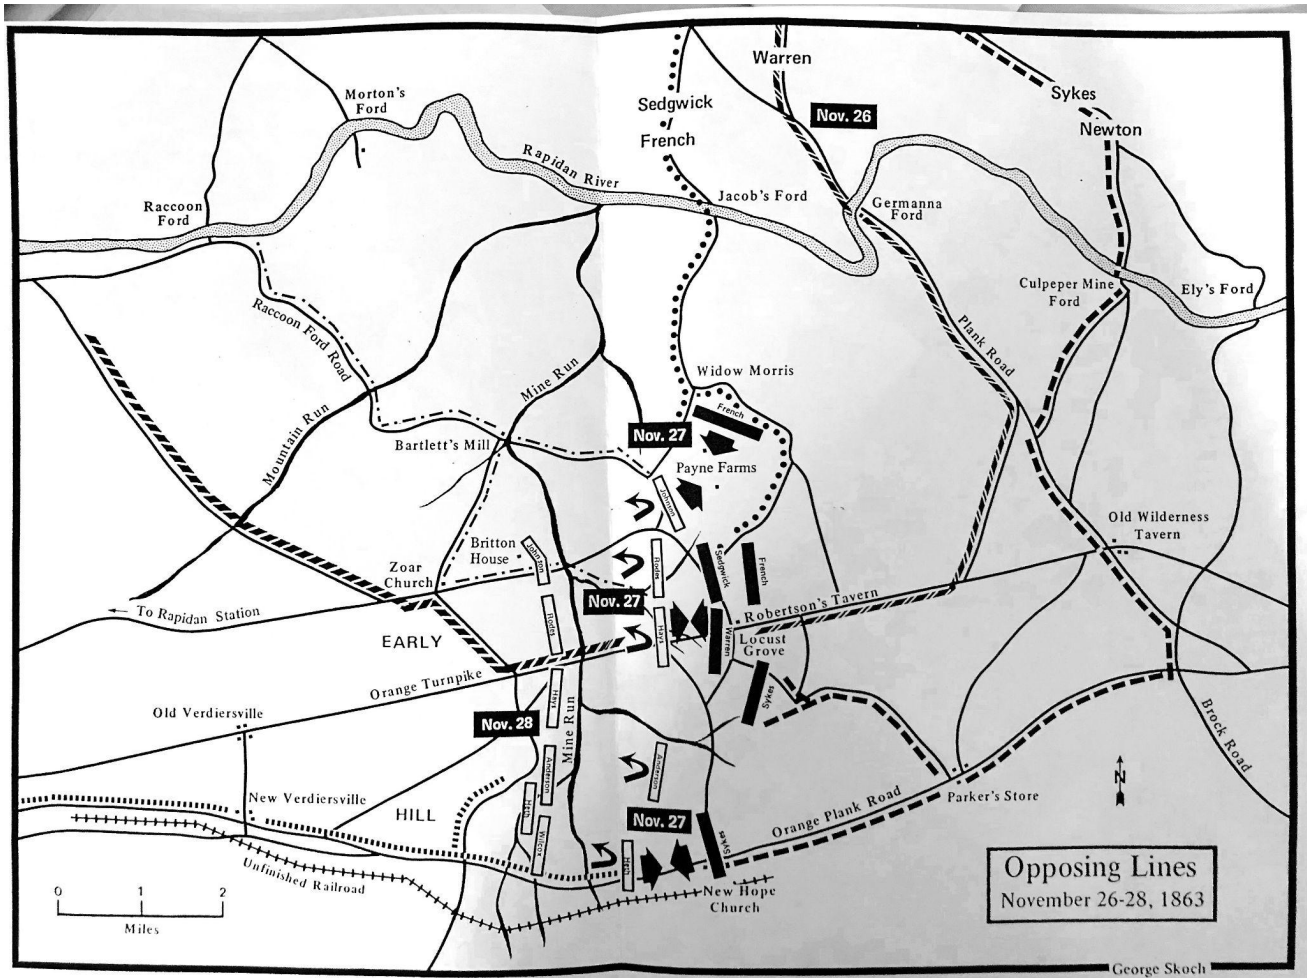 Warren
Sedgwick
French
Nov. 26
Sykes
Newton
Morton's
Ford
Rapidan River
Raccoon
Ford
Jacob's Ford
Germanna
Ford
Culpeper Mine
Ford
Ely's Ford
Raccoon Ford Road
Plank Road
Mine Run
Widow Morris
French
Mountain Run
Bartlett's Mill
Nov. 27
Payne Farms
Johnson
Old Wilderness
Tavern
Britton
House
Johnson
Zoar
Church
Rodes
Sedgwick
French
To Rapidan Station
Nov. 27
Robertson's Tavern
EARLY
Rodes
Hays
Warren
Locust
Grove
Orange Turnpike
Hays
Sykes
Old Verdiersville
Nov. 28
Mine Run
Brock Road
Anderson
Anderson
N
New Verdiersville
HILL
Heth
Wilcox
Nov. 27
Sykes
Orange Plank Road
Parker's Store
Unfinished Railroad
Heth
New Hope
Church
0 1 2
Miles
Opposing Lines
November 26-28, 1863
George Skoch